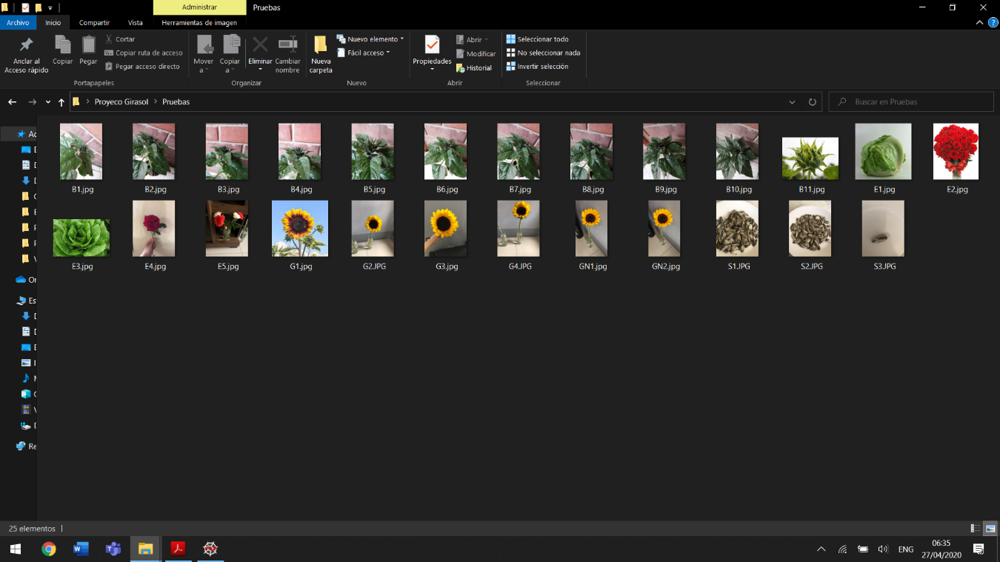 Administrar Pruebas
Archivo Inicio Compartir Vista Herramientas de imagen
Anclar al Acceso rápido
Copiar
Pegar
Cortar
Copiar ruta de acceso
Pegar acceso directo
Portapapeles
Mover a
Copiar a
Eliminar
Cambiar nombre
Organizar
Nueva carpeta
Nuevo elemento
Fácil acceso
Nuevo
Propiedades
Abrir
Modificar
Historial
Abrir
Seleccionar todo
No seleccionar nada
Invertir selección
Seleccionar
Proyeco Girasol > Pruebas
Buscar en Pruebas
B1.jpg B2.jpg B3.jpg B4.jpg B5.jpg B6.jpg B7.jpg B8.jpg B9.jpg B10.jpg B11.jpg E1.jpg E2.jpg
E3.jpg E4.jpg E5.jpg G1.jpg G2.JPG G3.jpg G4.JPG GN1.jpg GN2.jpg S1.JPG S2.JPG S3.JPG
25 elementos
ENG
06:35
27/04/2020